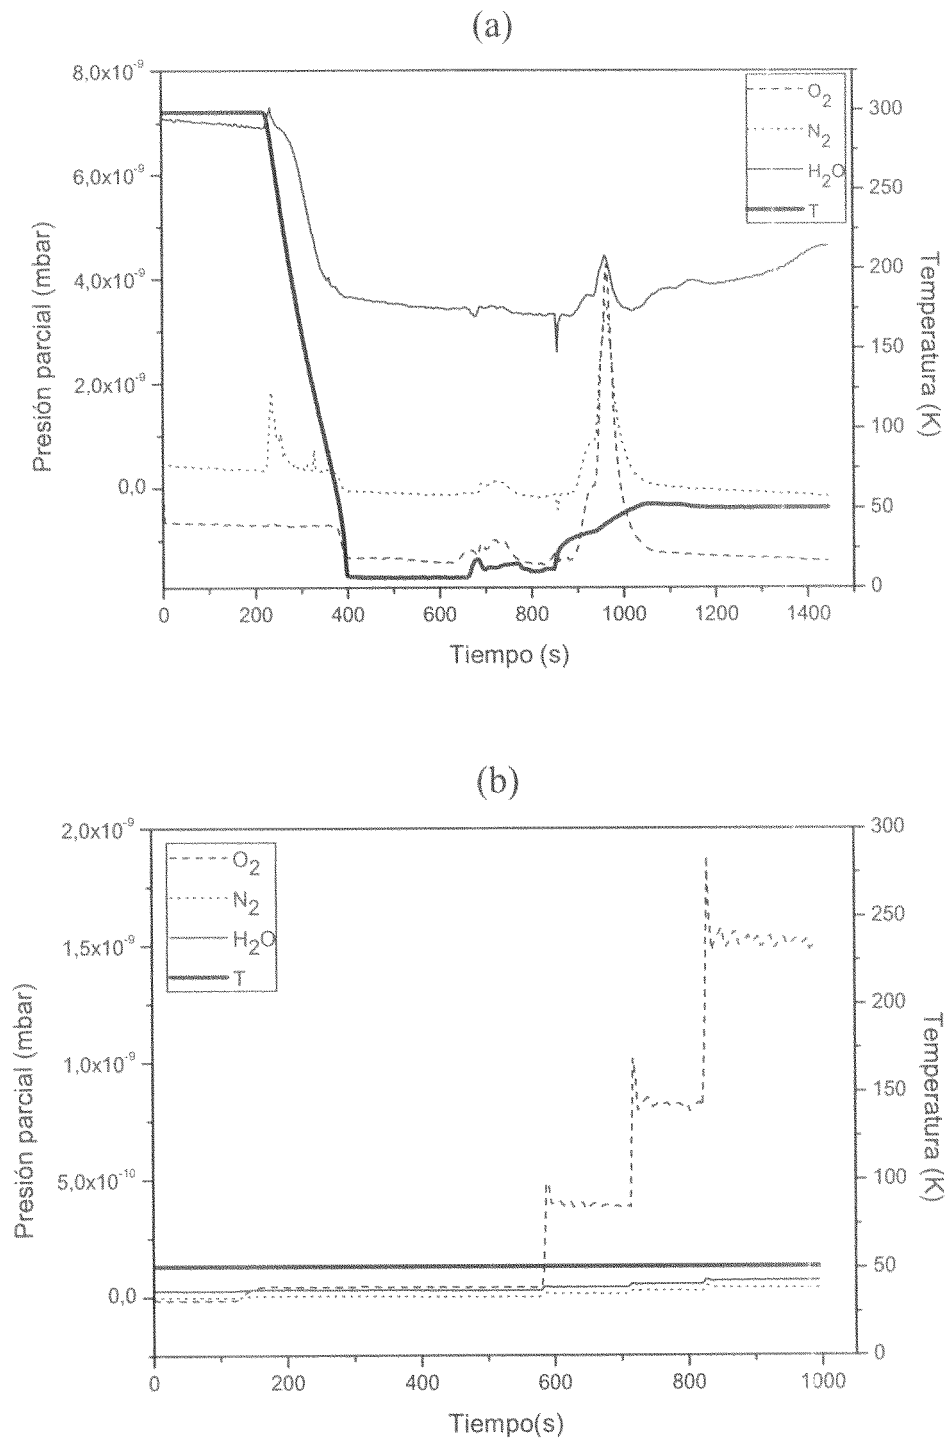 (a)
8,0x10⁻⁹
6,0x10⁻⁹
4,0x10⁻⁹
2,0x10⁻⁹
0,0
Presión parcial (mbar)
O₂
N₂
H₂O
T
300
250
200
150
100
50
0
Temperatura (K)
0 200 400 600 800 1000 1200 1400
Tiempo (s)
(b)
2,0x10⁻⁹
1,5x10⁻⁹
1,0x10⁻⁹
5,0x10⁻¹⁰
0,0
Presión parcial (mbar)
O₂
N₂
H₂O
T
300
250
200
150
100
50
0
Temperatura (K)
0 200 400 600 800 1000
Tiempo(s)